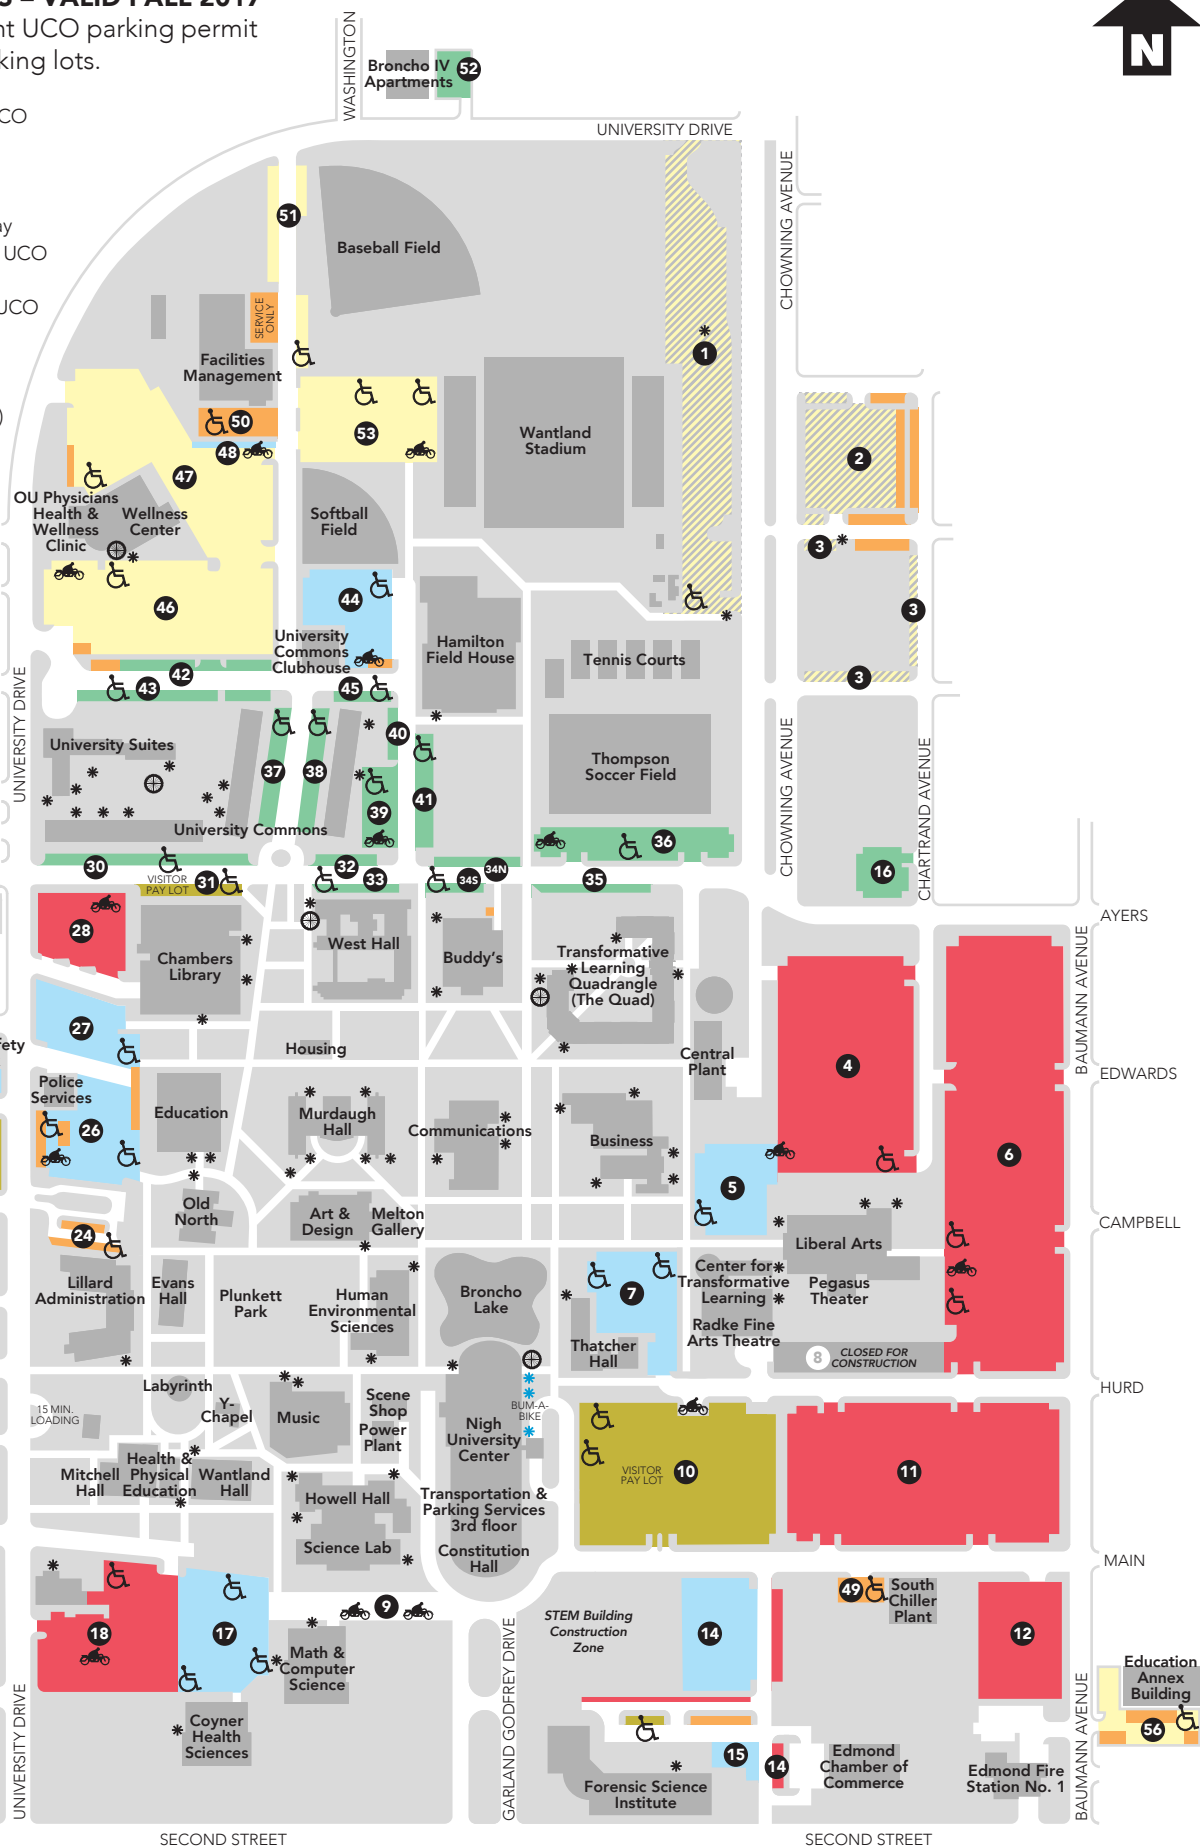 – VALID FALL 2017
UCO parking permit
king lots.
CO
UCO
UCO
N
WASHINGTON
Broncho IV
Apartments
52
UNIVERSITY DRIVE
CHOWNING AVENUE
51
Baseball Field
SERVICE
ONLY
1
Facilities
Management
50
48
53
Wantland
Stadium
2
47
OU Physicians
Health &
Wellness
Clinic
Wellness
Center
Softball
Field
3
46
44
3
University
Commons
Clubhouse
Hamilton
Field House
Tennis Courts
3
42
43
45
UNIVERSITY DRIVE
40
University Suites
37
38
39
41
Thompson
Soccer Field
CHOWNING AVENUE
CHARTRAND AVENUE
University Commons
36
16
30
VISITOR
PAY LOT
31
32
33
34S
34N
35
AYERS
28
Chambers
Library
West Hall
Buddy's
Transformative
Learning
Quadrangle
(The Quad)
BAUMANN AVENUE
27
Housing
Central
Plant
4
EDWARDS
Police
Services
26
Education
Murdaugh
Hall
Communications
Business
6
5
Old
North
Art &
Design
Melton
Gallery
24
CAMPBELL
Liberal Arts
Lillard
Administration
Evans
Hall
Plunkett
Park
Human
Environmental
Sciences
Broncho
Lake
7
Center for
Transformative
Learning
Pegasus
Theater
Radke Fine
Arts Theatre
Thatcher
Hall
8
CLOSED FOR
CONSTRUCTION
HURD
Labyrinth
15 MIN.
LOADING
Y-
Chapel
Music
Scene
Shop
Power
Plant
BUM-A-
BIKE
Nigh
University
Center
VISITOR
PAY LOT
10
11
Mitchell
Hall
Health &
Physical
Education
Wantland
Hall
Howell Hall
Transportation &
Parking Services
3rd floor
Science Lab
Constitution
Hall
MAIN
49
South
Chiller
Plant
9
STEM Building
Construction
Zone
14
12
18
17
Math &
Computer
Science
GARLAND GODFREY DRIVE
Education
Annex
Building
56
UNIVERSITY DRIVE
Coyner
Health
Sciences
15
14
Edmond
Chamber of
Commerce
Edmond Fire
Station No. 1
BAUMANN AVENUE
Forensic Science
Institute
SECOND STREET
SECOND STREET